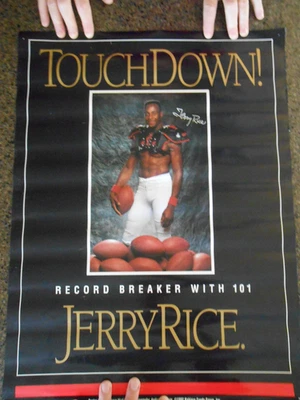 TOUCHDOWN!
Jerry Rice
RECORD BREAKER WITH 101
JERRY RICE.